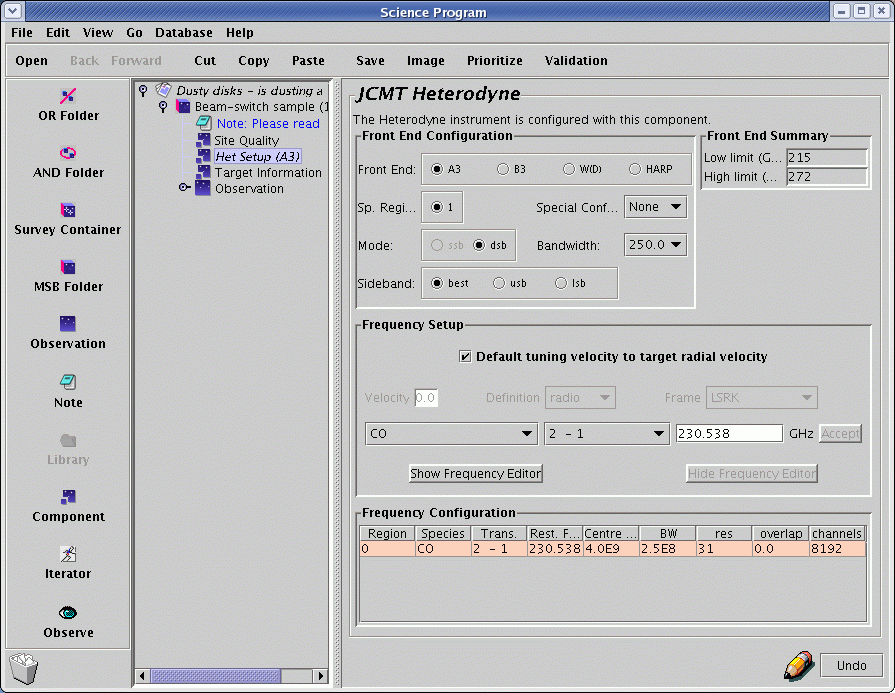 Science Program
File Edit View Go Database Help
Open Back Forward Cut Copy Paste Save Image Prioritize Validation
OR Folder
AND Folder
Survey Container
MSB Folder
Observation
Note
Library
Component
Iterator
Observe
Dusty disks - is dusting a
Beam-switch sample (1
Note: Please read
Site Quality
Het Setup (A3)
Target Information
Observation
JCMT Heterodyne
The Heterodyne instrument is configured with this component.
Front End Configuration
Front End: A3 B3 W(D) HARP
Sp. Regi... 1 Special Conf... None
Mode: ssb dsb Bandwidth: 250.0
Sideband: best usb lsb
Front End Summary
Low limit (G... 215
High limit (... 272
Frequency Setup
Default tuning velocity to target radial velocity
Velocity 0.0 Definition radio Frame LSRK
CO 2 - 1 230.538 GHz Accept
Show Frequency Editor Hide Frequency Editor
Frequency Configuration
Region Species Trans. Rest. F... Centre ... BW res overlap channels
0 CO 2 - 1 230.538 4.0E9 2.5E8 31 0.0 8192
Undo